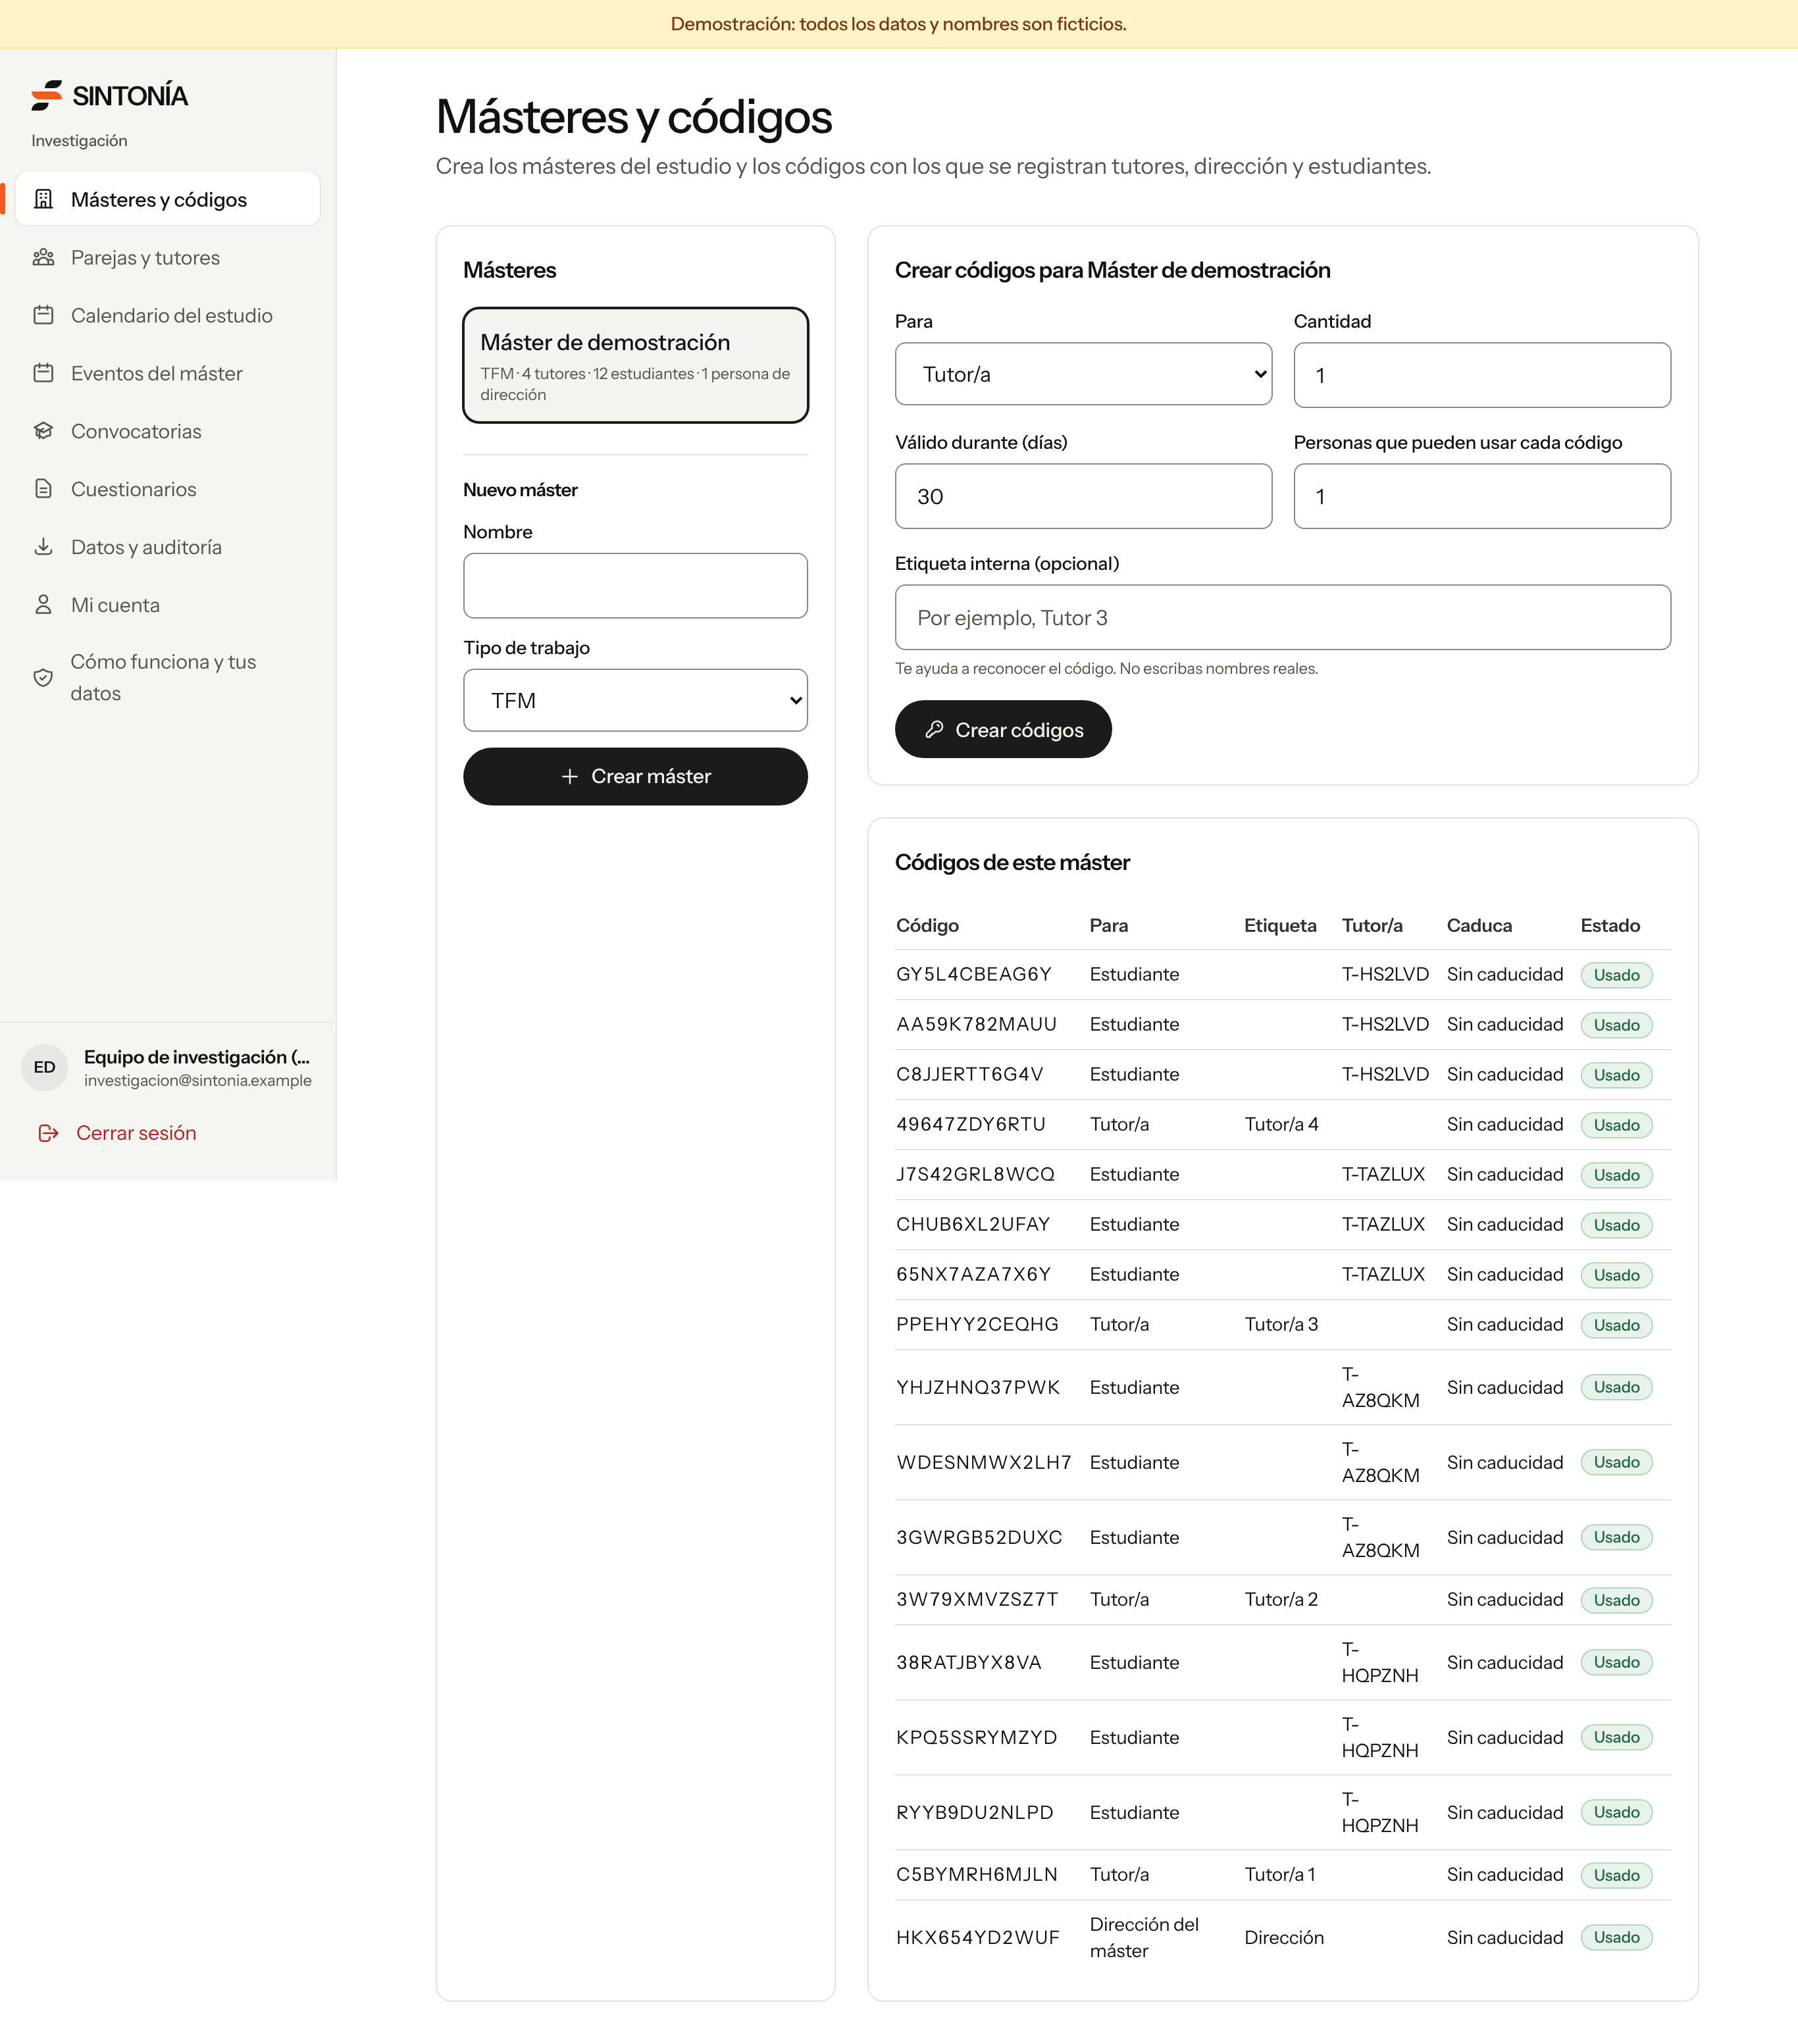 Demostración: todos los datos y nombres son ficticios.
SINTONÍA
Investigación
Másteres y códigos
Parejas y tutores
Calendario del estudio
Eventos del máster
Convocatorias
Cuestionarios
Datos y auditoría
Mi cuenta
Cómo funciona y tus
datos
ED
Equipo de investigación (...
investigacion@sintonia.example
Cerrar sesión
Másteres y códigos
Crea los másteres del estudio y los códigos con los que se registran tutores, dirección y estudiantes.
Másteres
Máster de demostración
TFM · 4 tutores · 12 estudiantes · 1 persona de
dirección
Nuevo máster
Nombre
Tipo de trabajo
TFM
Crear máster
Crear códigos para Máster de demostración
Para
Cantidad
Tutor/a
1
Válido durante (días)
Personas que pueden usar cada código
30
1
Etiqueta interna (opcional)
Por ejemplo, Tutor 3
Te ayuda a reconocer el código. No escribas nombres reales.
Crear códigos
Códigos de este máster
Código Para Etiqueta Tutor/a Caduca Estado
GY5L4CBEAG6Y Estudiante T-HS2LVD Sin caducidad Usado
AA59K782MAUU Estudiante T-HS2LVD Sin caducidad Usado
C8JJERTT6G4V Estudiante T-HS2LVD Sin caducidad Usado
49647ZDY6RTU Tutor/a Tutor/a 4 Sin caducidad Usado
J7S42GRL8WCQ Estudiante T-TAZLUX Sin caducidad Usado
CHUB6XL2UFAY Estudiante T-TAZLUX Sin caducidad Usado
65NX7AZA7X6Y Estudiante T-TAZLUX Sin caducidad Usado
PPEHYY2CEQHG Tutor/a Tutor/a 3 Sin caducidad Usado
YHJZHNQ37PWK Estudiante T-
AZ8QKM Sin caducidad Usado
WDESNMWX2LH7 Estudiante T-
AZ8QKM Sin caducidad Usado
3GWRGB52DUXC Estudiante T-
AZ8QKM Sin caducidad Usado
3W79XMVZSZ7T Tutor/a Tutor/a 2 Sin caducidad Usado
38RATJBYX8VA Estudiante T-
HQPZNH Sin caducidad Usado
KPQ5SSRYMZYD Estudiante T-
HQPZNH Sin caducidad Usado
RYYB9DU2NLPD Estudiante T-
HQPZNH Sin caducidad Usado
C5BYMRH6MJLN Tutor/a Tutor/a 1 Sin caducidad Usado
HKX654YD2WUF Dirección del
máster Dirección Sin caducidad Usado